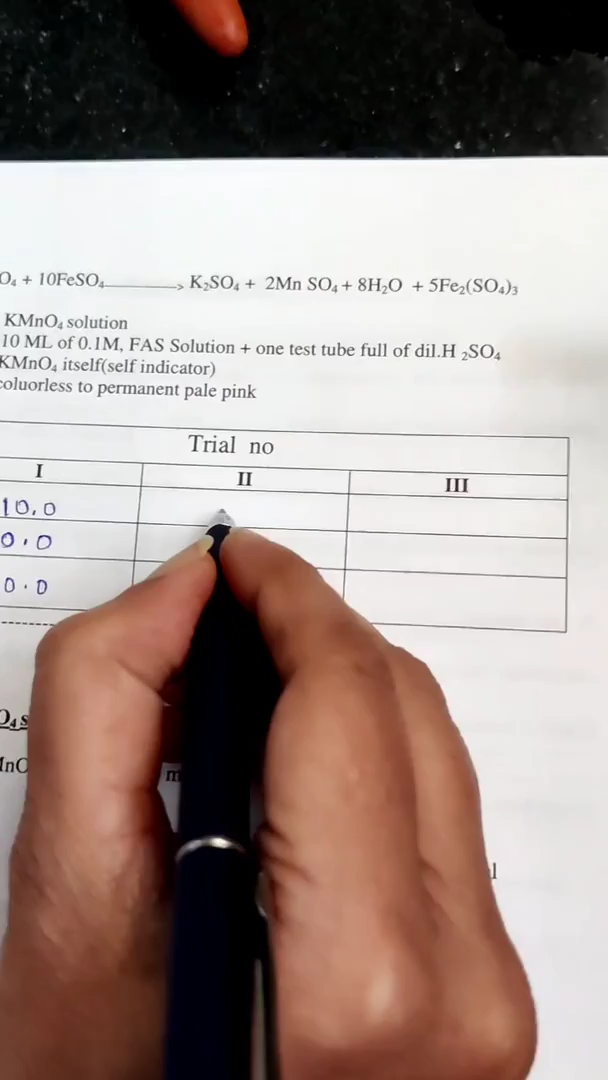 O₄ + 10FeSO₄ → K₂SO₄ + 2Mn SO₄ + 8H₂O + 5Fe₂(SO₄)₃
KMnO₄ solution
10 ML of 0.1M, FAS Solution + one test tube full of dil.H ₂SO₄
KMnO₄ itself(self indicator)
coluorless to permanent pale pink
Trial no
I II III
10.0
0.0
0.0
O₄ s
m